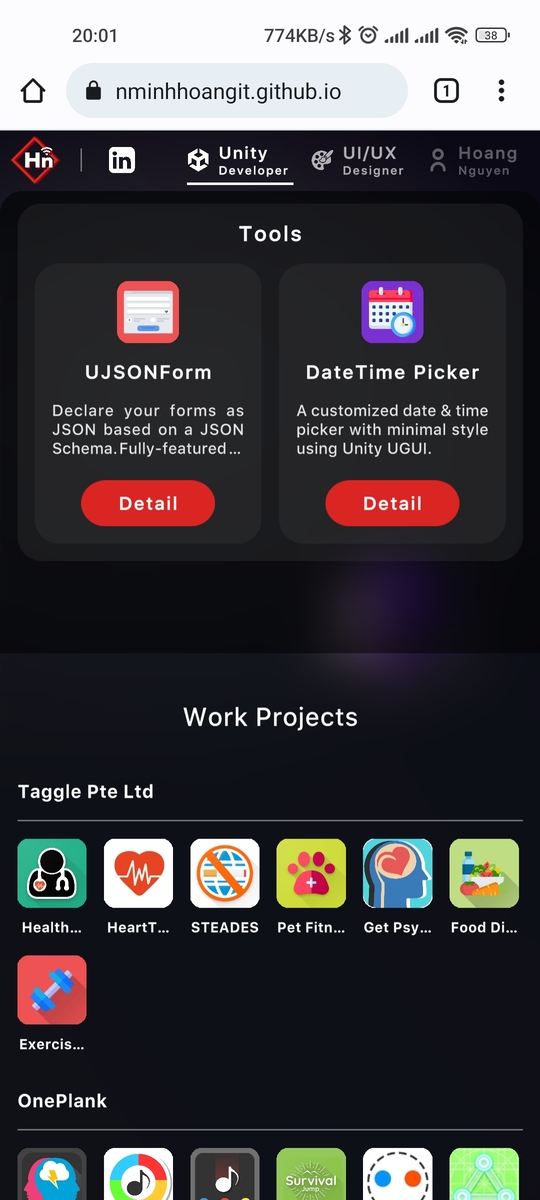 20:01
774KB/s
38
nminhhoangit.github.io
1
Hn
in
Unity
Developer
UI/UX
Designer
Hoang
Nguyen
Tools
UJSONForm
Declare your forms as
JSON based on a JSON
Schema. Fully-featured...
Detail
DateTime Picker
A customized date & time
picker with minimal style
using Unity UGUI.
Detail
Work Projects
Taggle Pte Ltd
Health...
HeartT...
STEADES
Pet Fitn...
Get Psy...
Food Di...
Exercis...
OnePlank
Survival
Jump